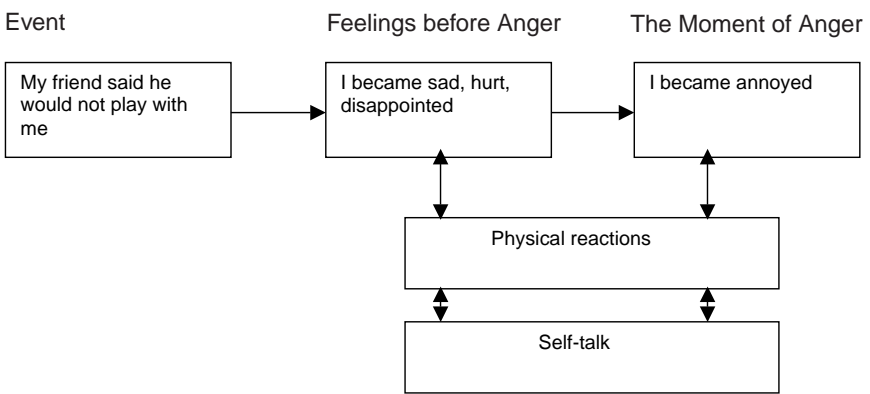 Event
Feelings before Anger
The Moment of Anger
My friend said he
would not play with
me
I became sad, hurt,
disappointed
I became annoyed
Physical reactions
Self-talk